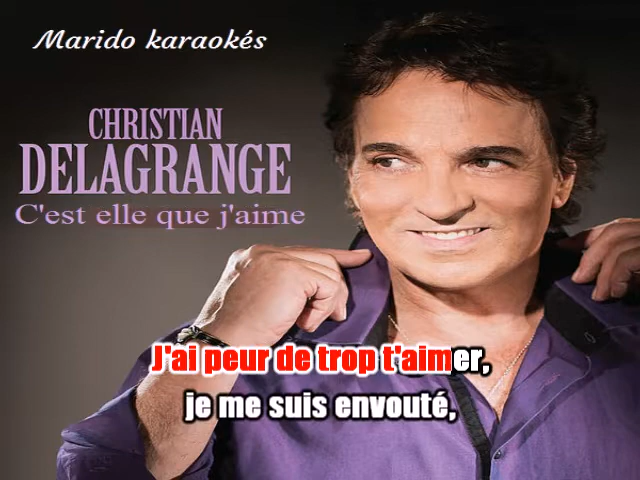 Marido karaokés
CHRISTIAN
DELAGRANGE
C'est elle que j'aime
J'ai peur de trop t'aimer,
je me suis envouté,